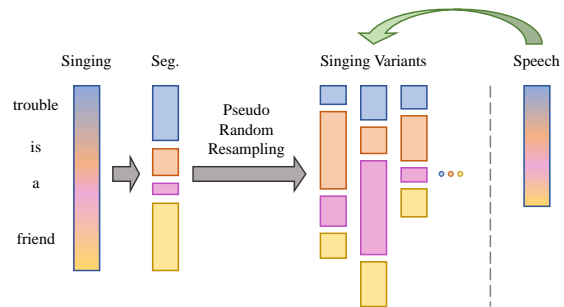 Singing
Seg.
Singing Variants
Speech
trouble
is
a
friend
Pseudo
Random
Resampling